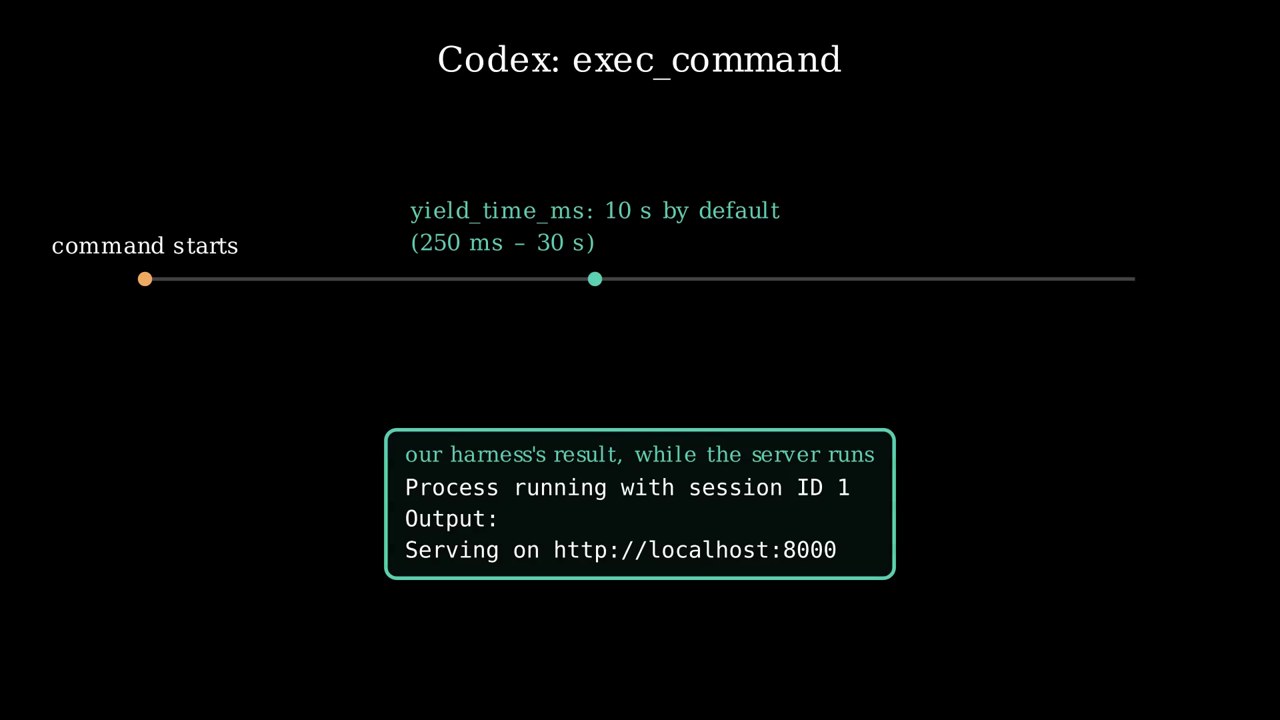 Codex: exec_command
yield_time_ms: 10 s by default
(250 ms – 30 s)
command starts
our harness's result, while the server runs
Process running with session ID 1
Output:
Serving on http://localhost:8000